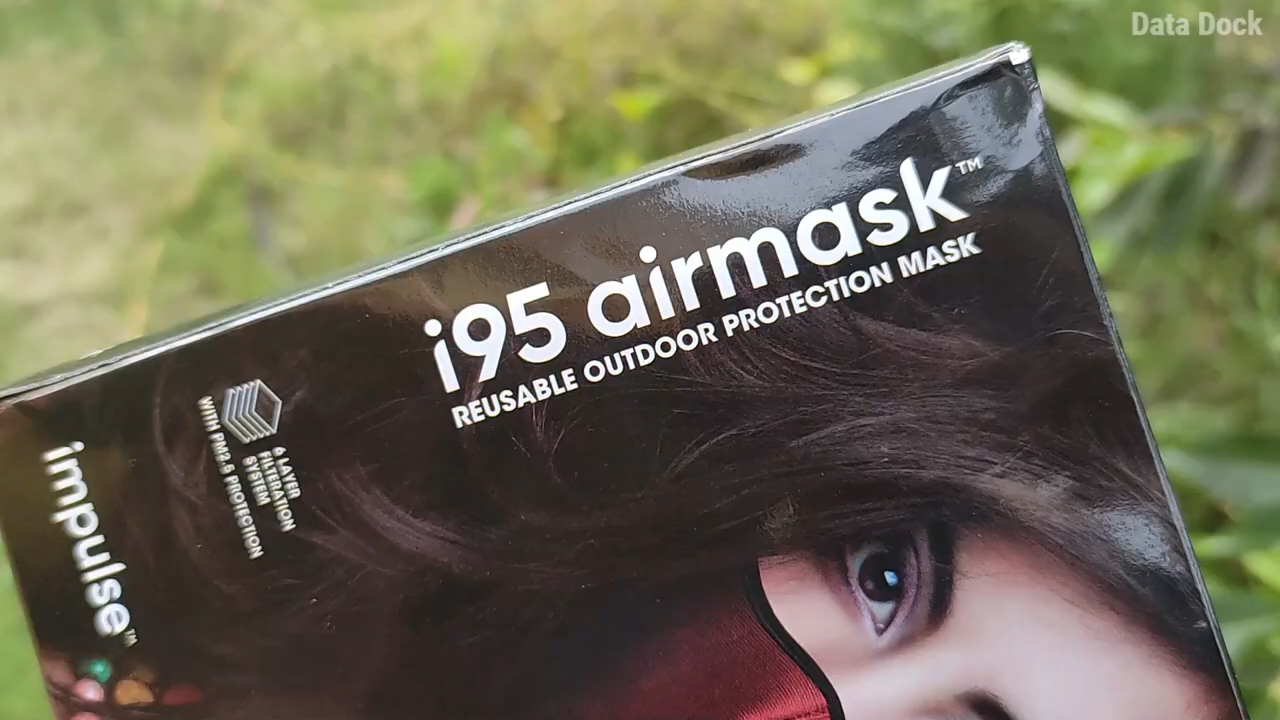 Data Dock
i95 airmask™
REUSABLE OUTDOOR PROTECTION MASK
6 LAYER
FILTERATION
SYSTEM
WITH PM2.5 PROTECTION
impulse™